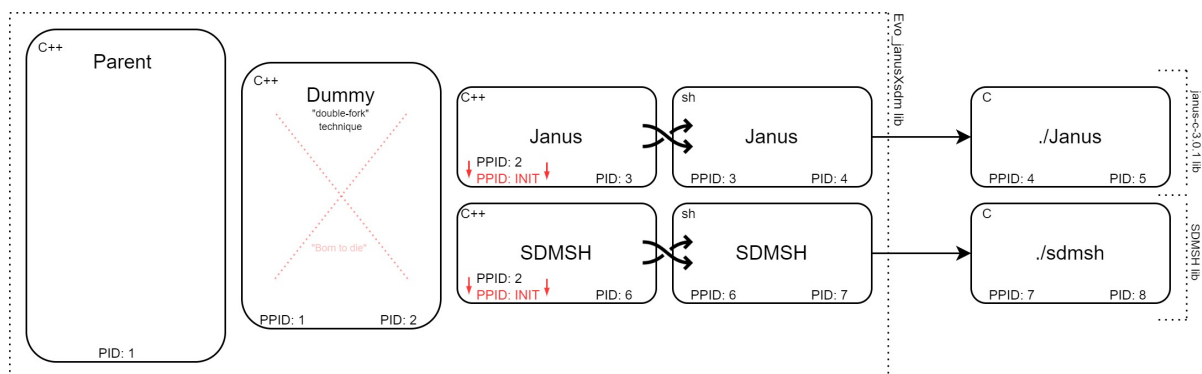 C++
Parent
PID: 1
C++
Dummy
"double-fork"
technique
"Born to die"
PPID: 1
PID: 2
C++
Janus
PPID: 2
PPID: INIT
PID: 3
sh
Janus
PPID: 3
PID: 4
C++
SDMSH
PPID: 2
PPID: INIT
PID: 6
sh
SDMSH
PPID: 6
PID: 7
Evo_janusXsdm lib
C
./Janus
PPID: 4
PID: 5
janus-c-3.0.1 lib
C
./sdmsh
PPID: 7
PID: 8
SDMSH lib